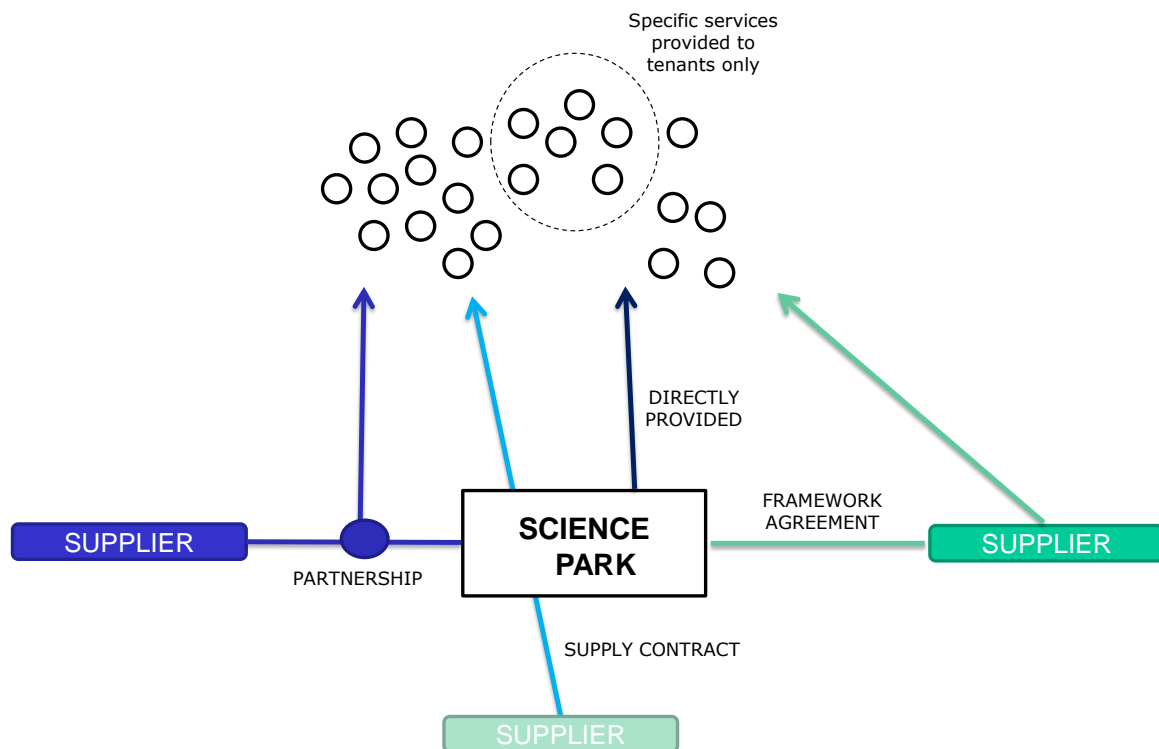 Specific services
provided to
tenants only
DIRECTLY
PROVIDED
FRAMEWORK
AGREEMENT
SUPPLIER
SCIENCE
PARK
SUPPLIER
PARTNERSHIP
SUPPLY CONTRACT
SUPPLIER